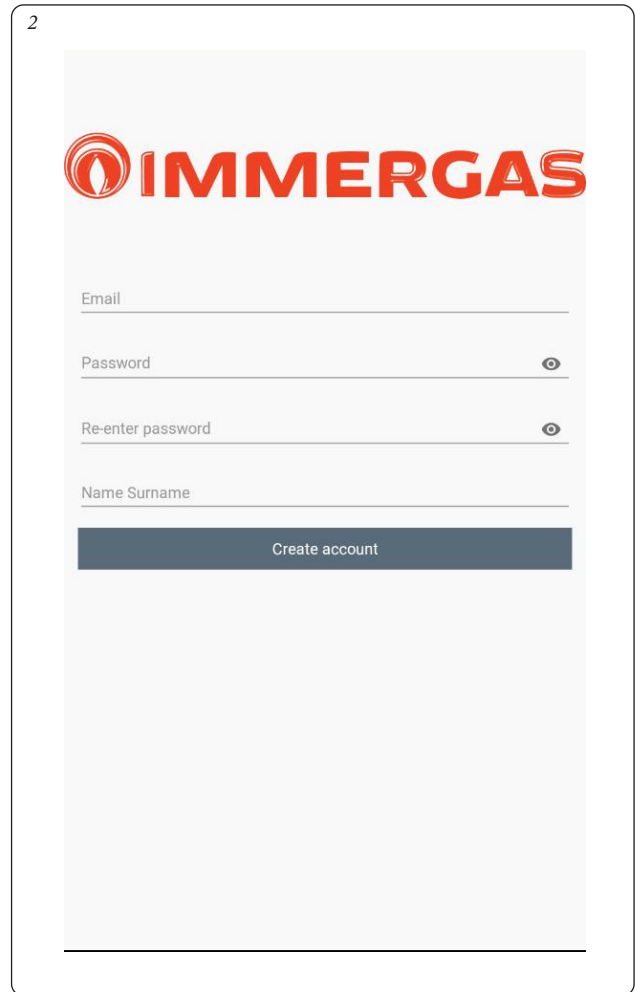 2
IMMERGAS
Email
Password
Re-enter password
Name Surname
Create account